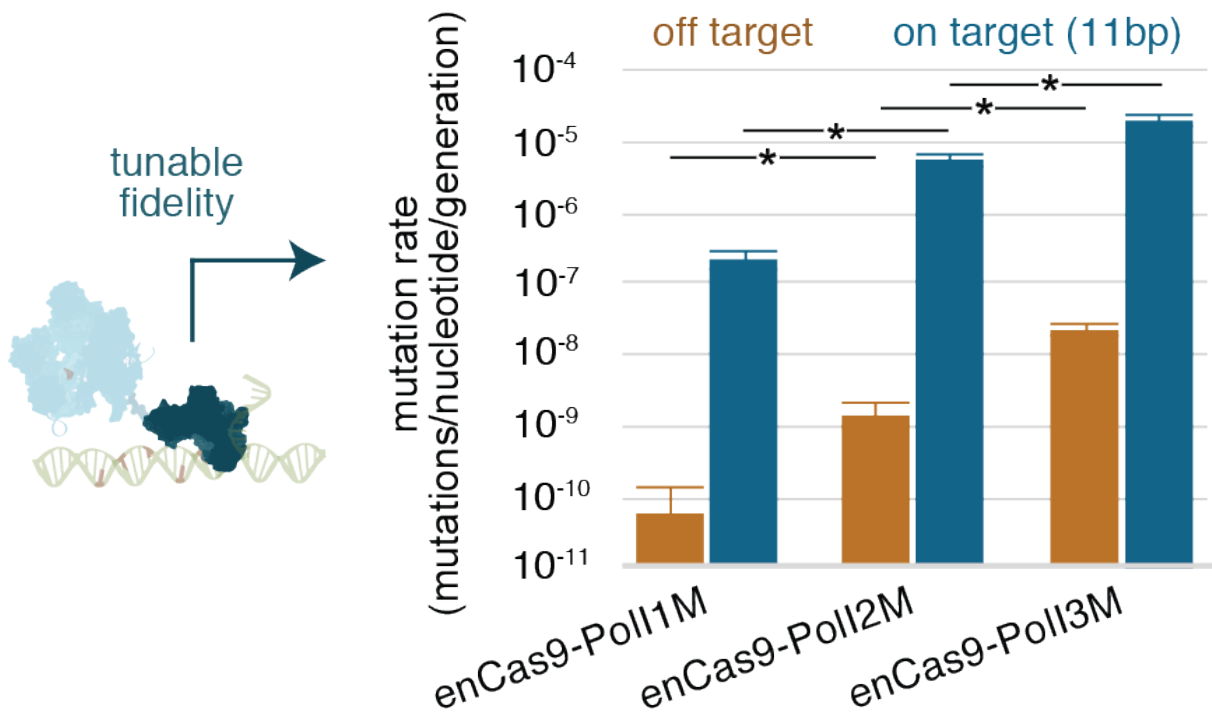 off target
on target (11bp)
tunable
fidelity
mutation rate
(mutations/nucleotide/generation)
10⁻⁴
10⁻⁵
10⁻⁶
10⁻⁷
10⁻⁸
10⁻⁹
10⁻¹⁰
10⁻¹¹
*
*
*
*
enCas9-PolI1M
enCas9-PolI2M
enCas9-PolI3M